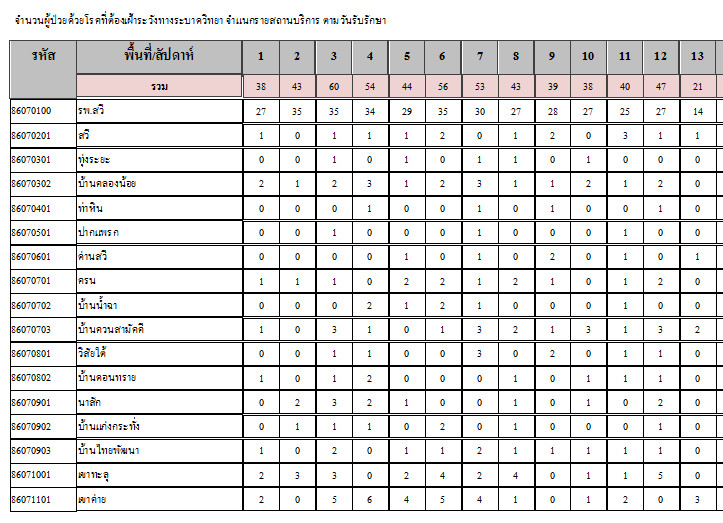 จำนวนผู้ป่วยด้วยโรคที่ต้องเฝ้าระวังทางระบาดวิทยา จำแนกรายสถานบริการ ตามวันรับรักษา
รหัส พื้นที่/สัปดาห์ 1 2 3 4 5 6 7 8 9 10 11 12 13
รวม 38 43 60 54 44 56 53 43 39 38 40 47 21
86070100 รพ.สวี 27 35 35 34 29 35 30 27 28 27 25 27 14
86070201 สวี 1 0 1 1 1 2 0 1 2 0 3 1 1
86070301 ทุ่งระยะ 0 0 1 0 1 0 1 1 0 1 0 0 0
86070302 บ้านคลองน้อย 2 1 2 3 1 2 3 1 1 2 1 2 0
86070401 ท่าหิน 0 0 0 1 0 0 1 0 1 0 0 1 0
86070501 ปากแพรก 0 0 1 0 0 0 1 0 0 0 1 0 0
86070601 ด่านสวี 0 0 0 0 1 0 1 0 2 0 1 0 1
86070701 ครน 1 1 1 0 2 2 1 2 1 0 1 2 0
86070702 บ้านน้ำฉา 0 0 0 2 1 2 1 0 0 0 1 0 0
86070703 บ้านควนสามัคคี 1 0 3 1 0 1 3 2 1 3 1 3 2
86070801 วิสัยใต้ 0 0 1 1 0 0 3 0 2 0 1 1 0
86070802 บ้านดอนทราย 1 0 1 2 0 0 0 1 0 1 1 1 0
86070901 นาสัก 0 2 3 2 1 0 0 1 0 1 0 2 0
86070902 บ้านแก่งกระทั่ง 0 1 1 1 0 2 0 1 0 0 0 1 0
86070903 บ้านไทยพัฒนา 1 0 2 0 1 1 2 1 1 1 1 1 0
86071001 เขาทะลุ 2 3 3 0 2 4 2 4 0 1 1 5 0
86071101 เขาค่าย 2 0 5 6 4 5 4 1 0 1 2 0 3